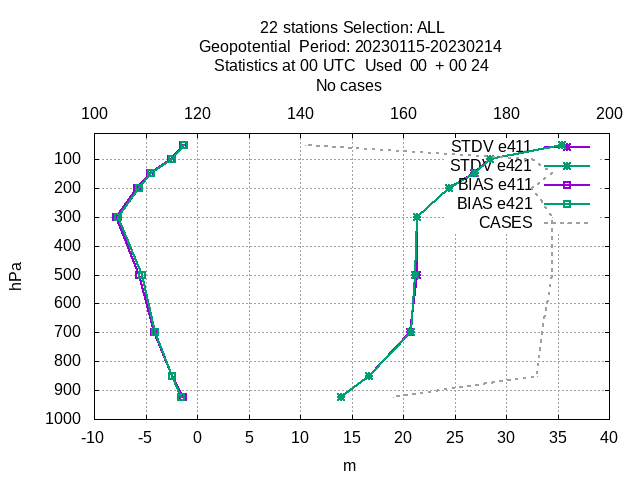 22 stations Selection: ALL
Geopotential  Period: 20230115-20230214
Statistics at 00 UTC  Used  00  + 00 24
No cases
100 120 140 160 180 200
STDV e411
100
STDV e421
200
BIAS e411
BIAS e421
300
CASES
400
hPa
500
600
700
800
900
1000
-10 -5 0 5 10 15 20 25 30 35 40
m